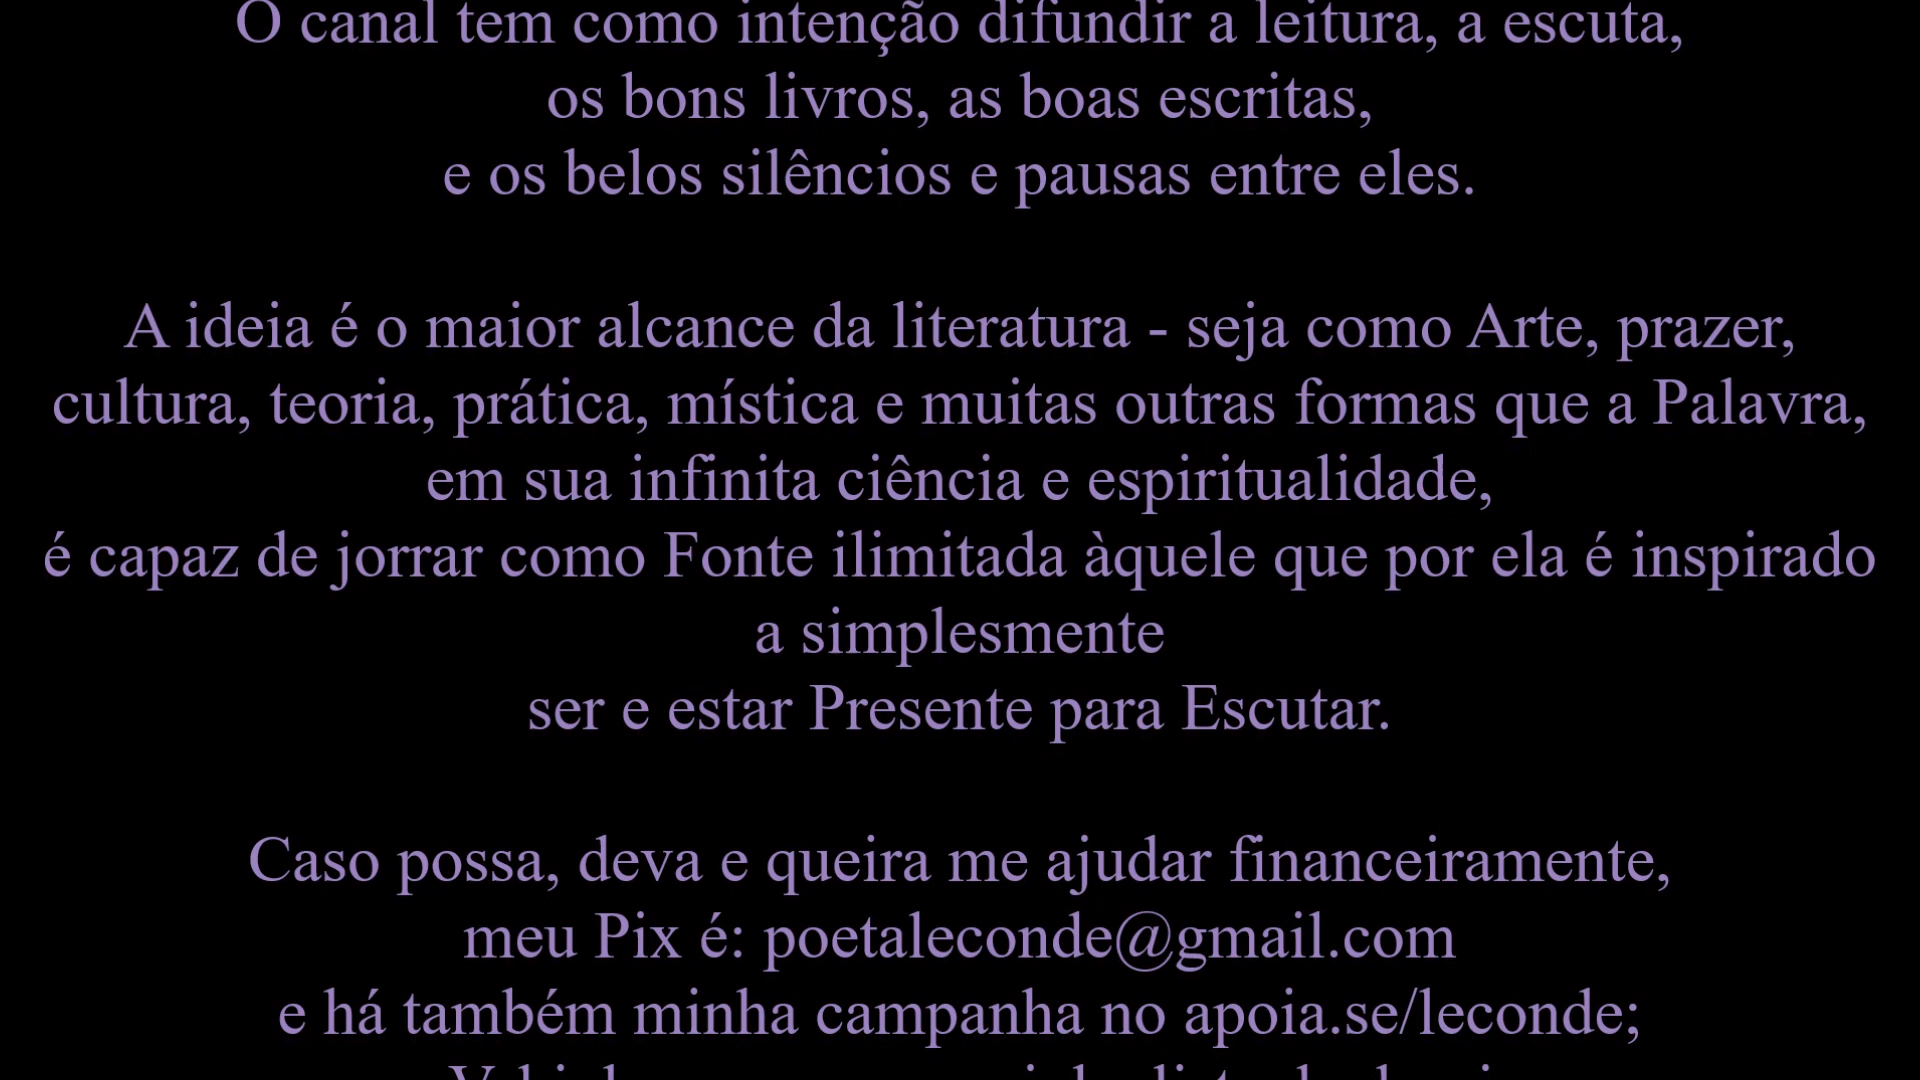 O canal tem como intenção difundir a leitura, a escuta,
os bons livros, as boas escritas,
e os belos silêncios e pausas entre eles.
A ideia é o maior alcance da literatura - seja como Arte, prazer,
cultura, teoria, prática, mística e muitas outras formas que a Palavra,
em sua infinita ciência e espiritualidade,
é capaz de jorrar como Fonte ilimitada àquele que por ela é inspirado
a simplesmente
ser e estar Presente para Escutar.
Caso possa, deva e queira me ajudar financeiramente,
meu Pix é: poetaleconde@gmail.com
e há também minha campanha no apoia.se/leconde;